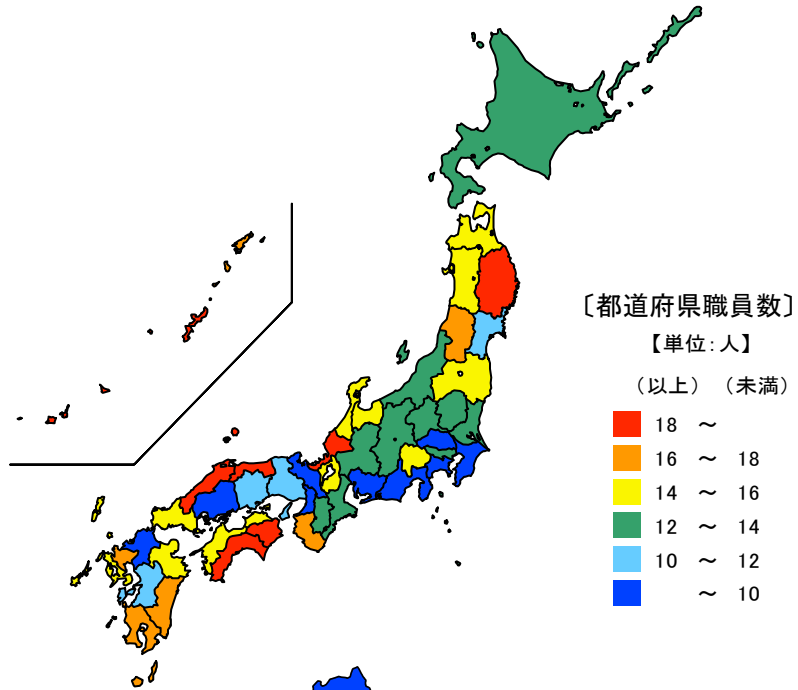 〔都道府県職員数〕
【単位：人】
（以上） （未満）
18 ～
16 ～ 18
14 ～ 16
12 ～ 14
10 ～ 12
～ 10